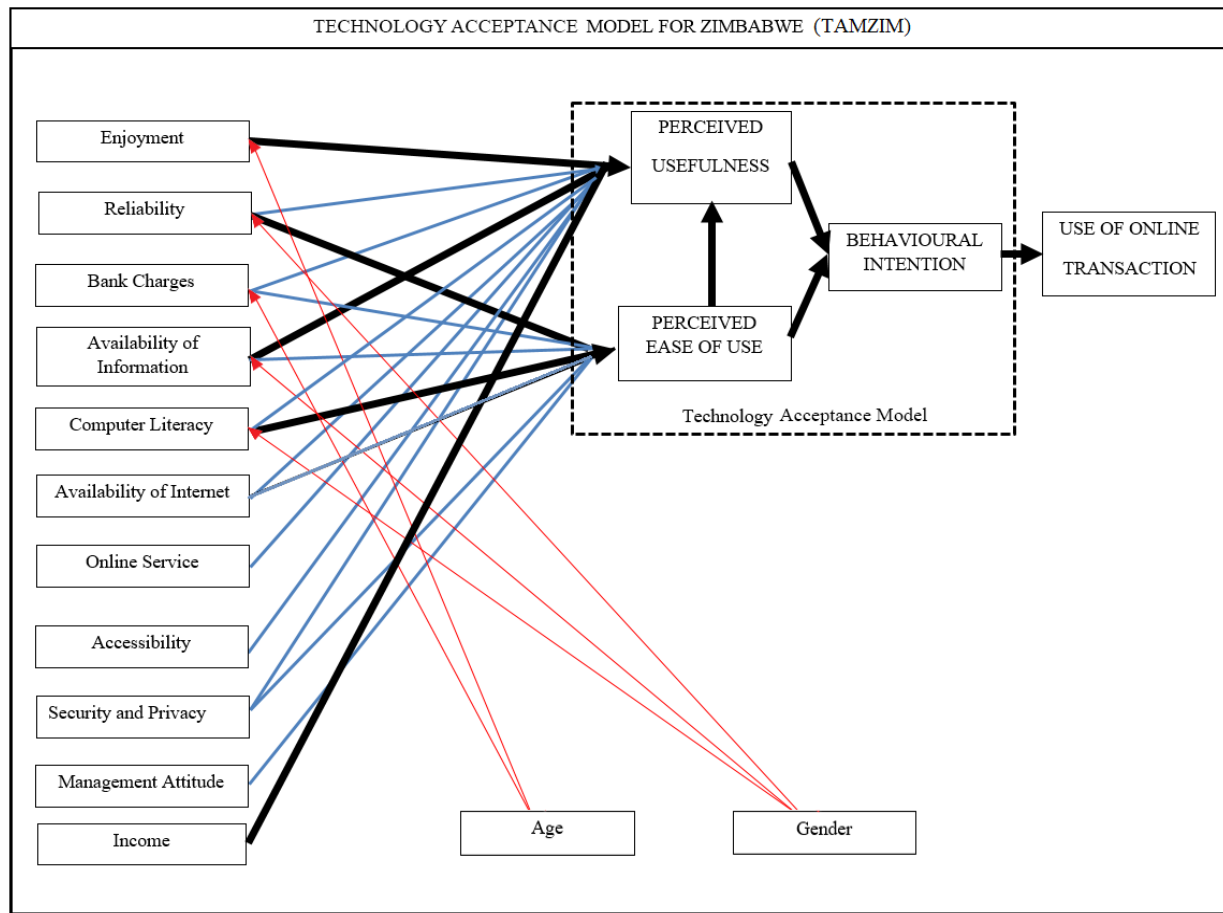 TECHNOLOGY ACCEPTANCE MODEL FOR ZIMBABWE (TAMZIM)
Enjoyment
Reliability
Bank Charges
Availability of
Information
Computer Literacy
Availability of Internet
Online Service
Accessibility
Security and Privacy
Management Attitude
Income
PERCEIVED
USEFULNESS
PERCEIVED
EASE OF USE
Technology Acceptance Model
BEHAVIOURAL
INTENTION
USE OF ONLINE
TRANSACTION
Age
Gender